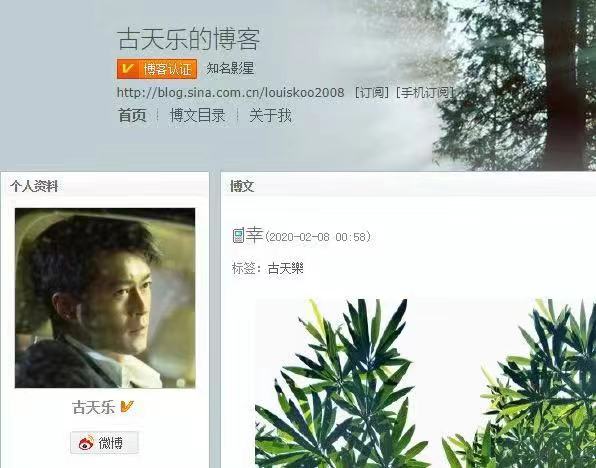 古天乐的博客
博客认证 知名影星
http://blog.sina.com.cn/louiskoo2008 [订阅] [手机订阅]
首页 博文目录 关于我
个人资料
古天乐
微博
博文
幸(2020-02-08 00:58)
标签：古天樂